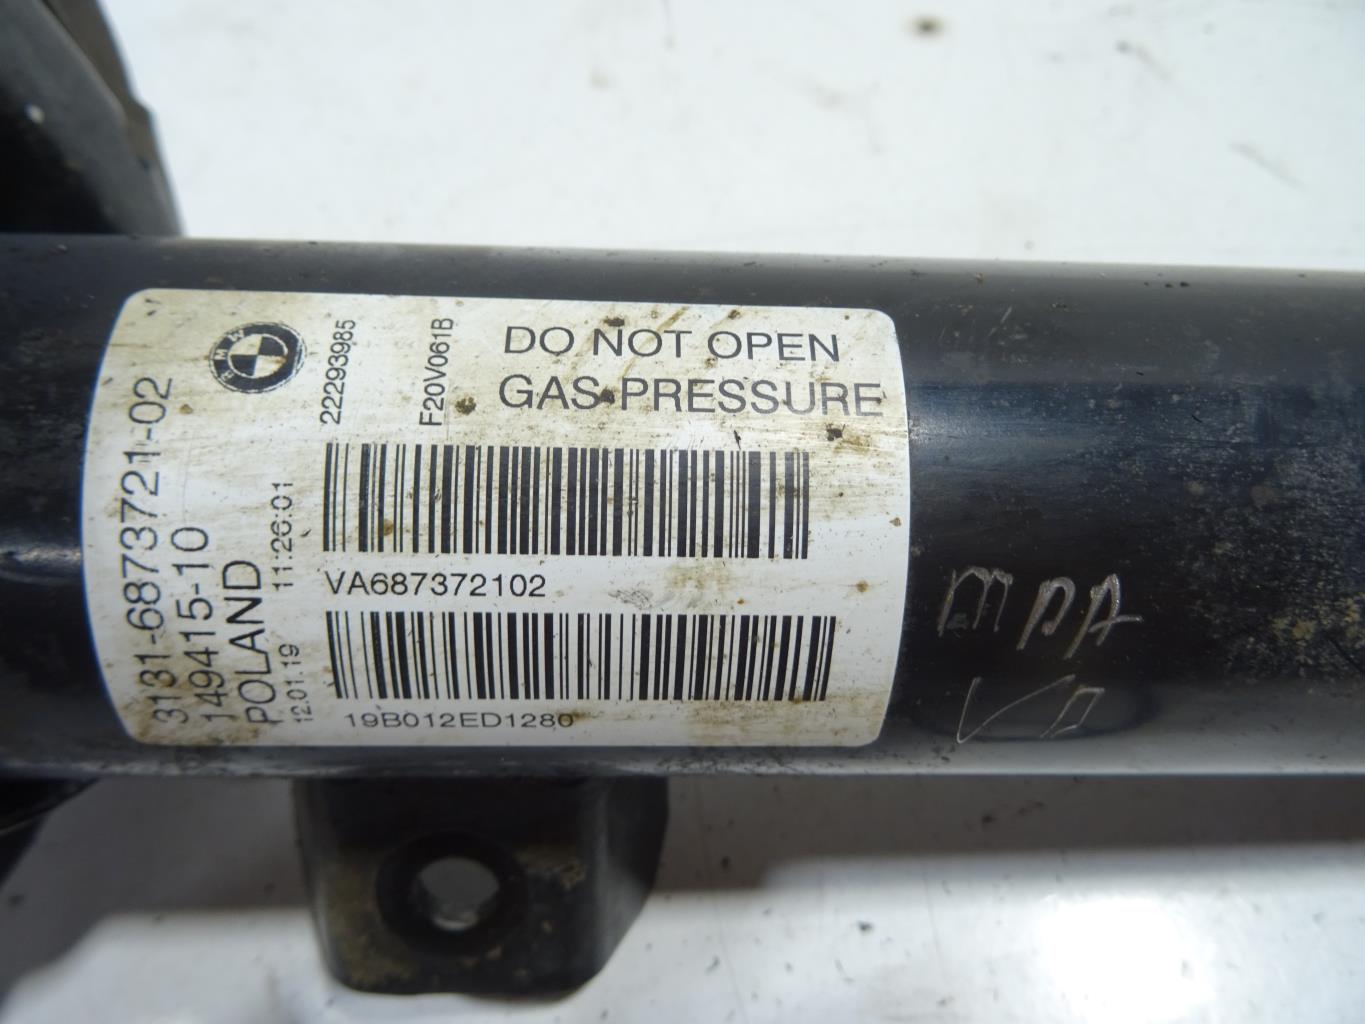 BMW
22293985
F20V061B
DO NOT OPEN
GAS PRESSURE
3131-6873721-02
149415-10
POLAND
12.01.19 11:26:01
VA687372102
19B012ED1280